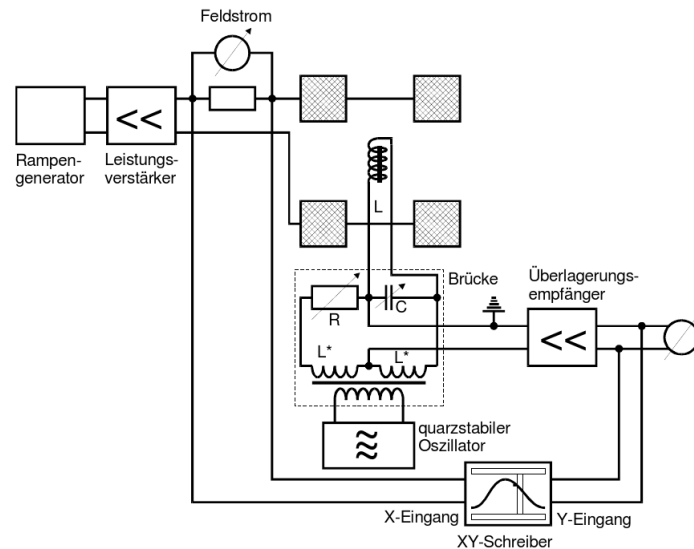 Feldstrom
<<
Rampen-
generator
Leistungs-
verstärker
L
Brücke
Überlagerungs-
empfänger
R
C
<<
L*
L*
quarzstabiler
Oszillator
X-Eingang
Y-Eingang
XY-Schreiber